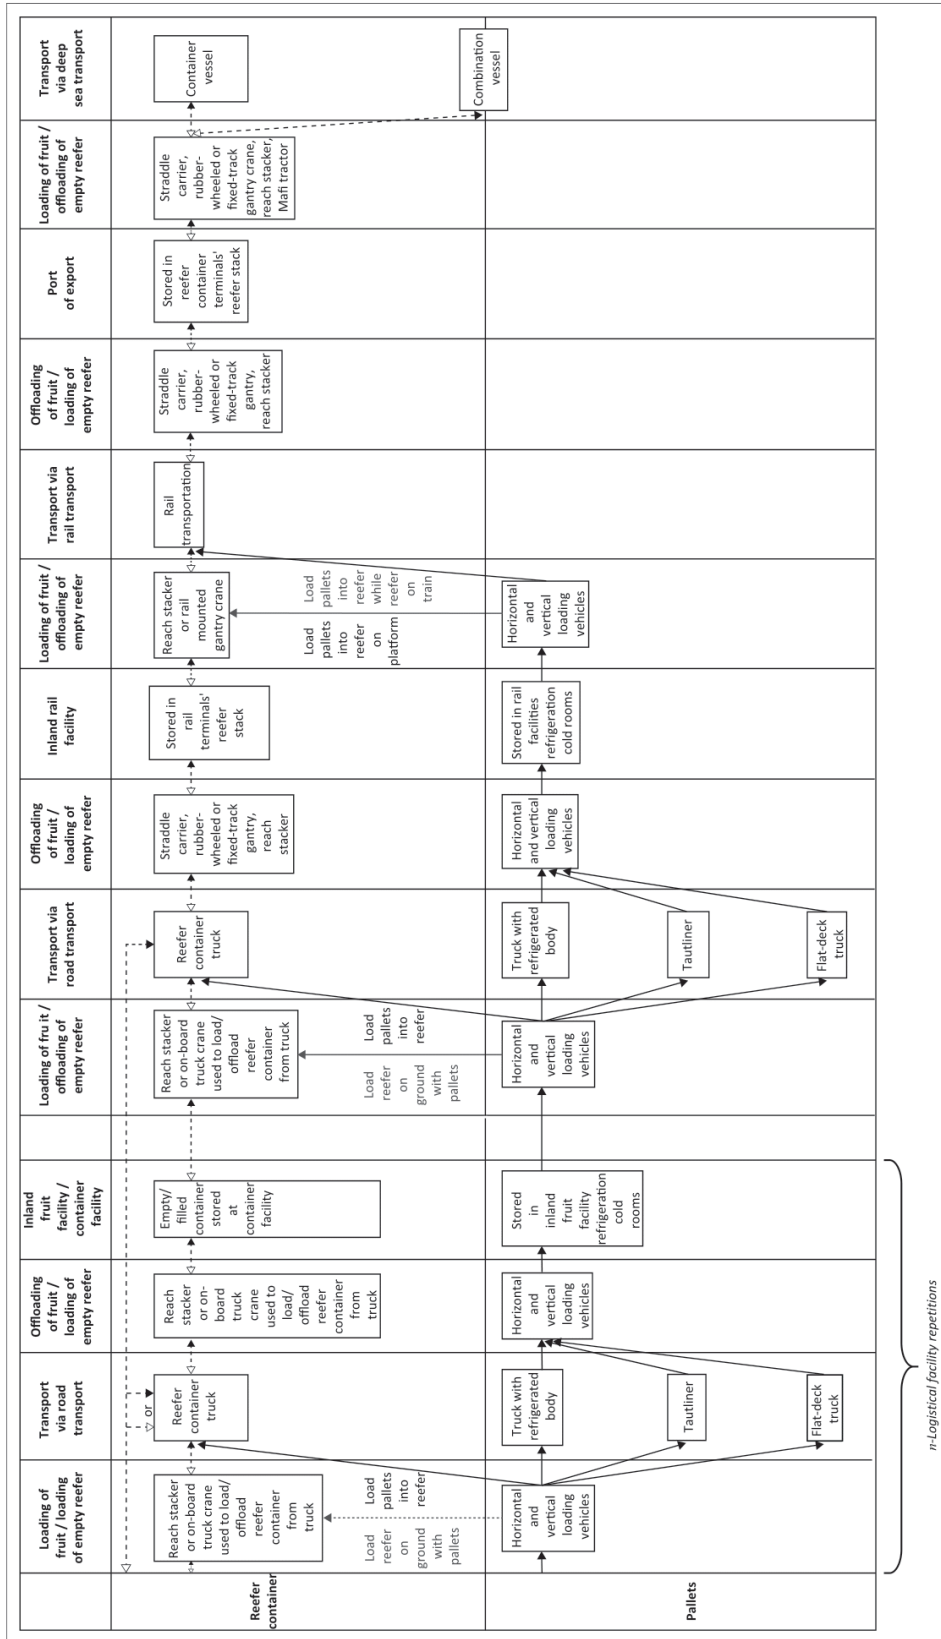 Loading of
fruit / loading
of empty reefer
Transport
via road
transport
Offloading
of fruit /
loading of
empty reefer
Inland
fruit
facility /
container
facility
Loading of fruit /
offloading of
empty reefer
Transport via
road transport
Offloading
of fruit /
loading of
empty reefer
Inland rail
facility
Loading of fruit /
offloading of
empty reefer
Transport via
rail transport
Offloading
of fruit /
loading of
empty reefer
Port
of export
Loading of fruit /
offloading of
empty reefer
Transport
via deep
sea transport
Reefer
container
Reach stacker
or on-board
truck crane
used to load/
offload
reefer
container
from
truck
or
Reefer
container
truck
Reach
stacker
or on-
board
truck
crane
used to
load/
offload
reefer
container
from
truck
Empty/
filled
container
stored
at
container
facility
Reach stacker
or on-board
truck crane
used to load/
offload
reefer
container
from truck
Reefer
container
truck
Straddle
carrier,
rubber-
wheeled or
fixed-track
gantry,
reach
stacker
Stored in
rail
terminals'
reefer
stack
Reach stacker
or rail
mounted
gantry crane
Rail
transportation
Straddle
carrier,
rubber-
wheeled or
fixed-track
gantry,
reach stacker
Stored in
reefer
container
terminals'
reefer stack
Straddle
carrier,
rubber-
wheeled or
fixed-track
gantry crane,
reach stacker,
Mafi tractor
Container
vessel
Combination
vessel
Load
reefer
on
ground with
pallets
Load
pallets
into
reefer
Load
reefer
on
ground with
pallets
Load
pallets
into
reefer
Load
pallets
into
reefer
on
platform
Load
pallets
into
reefer while
reefer
on
train
Pallets
Horizontal
and
vertical
loading
vehicles
Truck with
refrigerated
body
Tautliner
Flat-deck
truck
Horizontal
and
vertical
loading
vehicles
Stored
in
inland
fruit
facility
refrigeration
cold
rooms
Horizontal
and
vertical
loading
vehicles
Truck with
refrigerated
body
Tautliner
Flat-deck
truck
Horizontal
and vertical
loading
vehicles
Stored in rail
facilities
refrigeration
cold rooms
Horizontal
and
vertical
loading
vehicles
n-Logistical facility repetitions